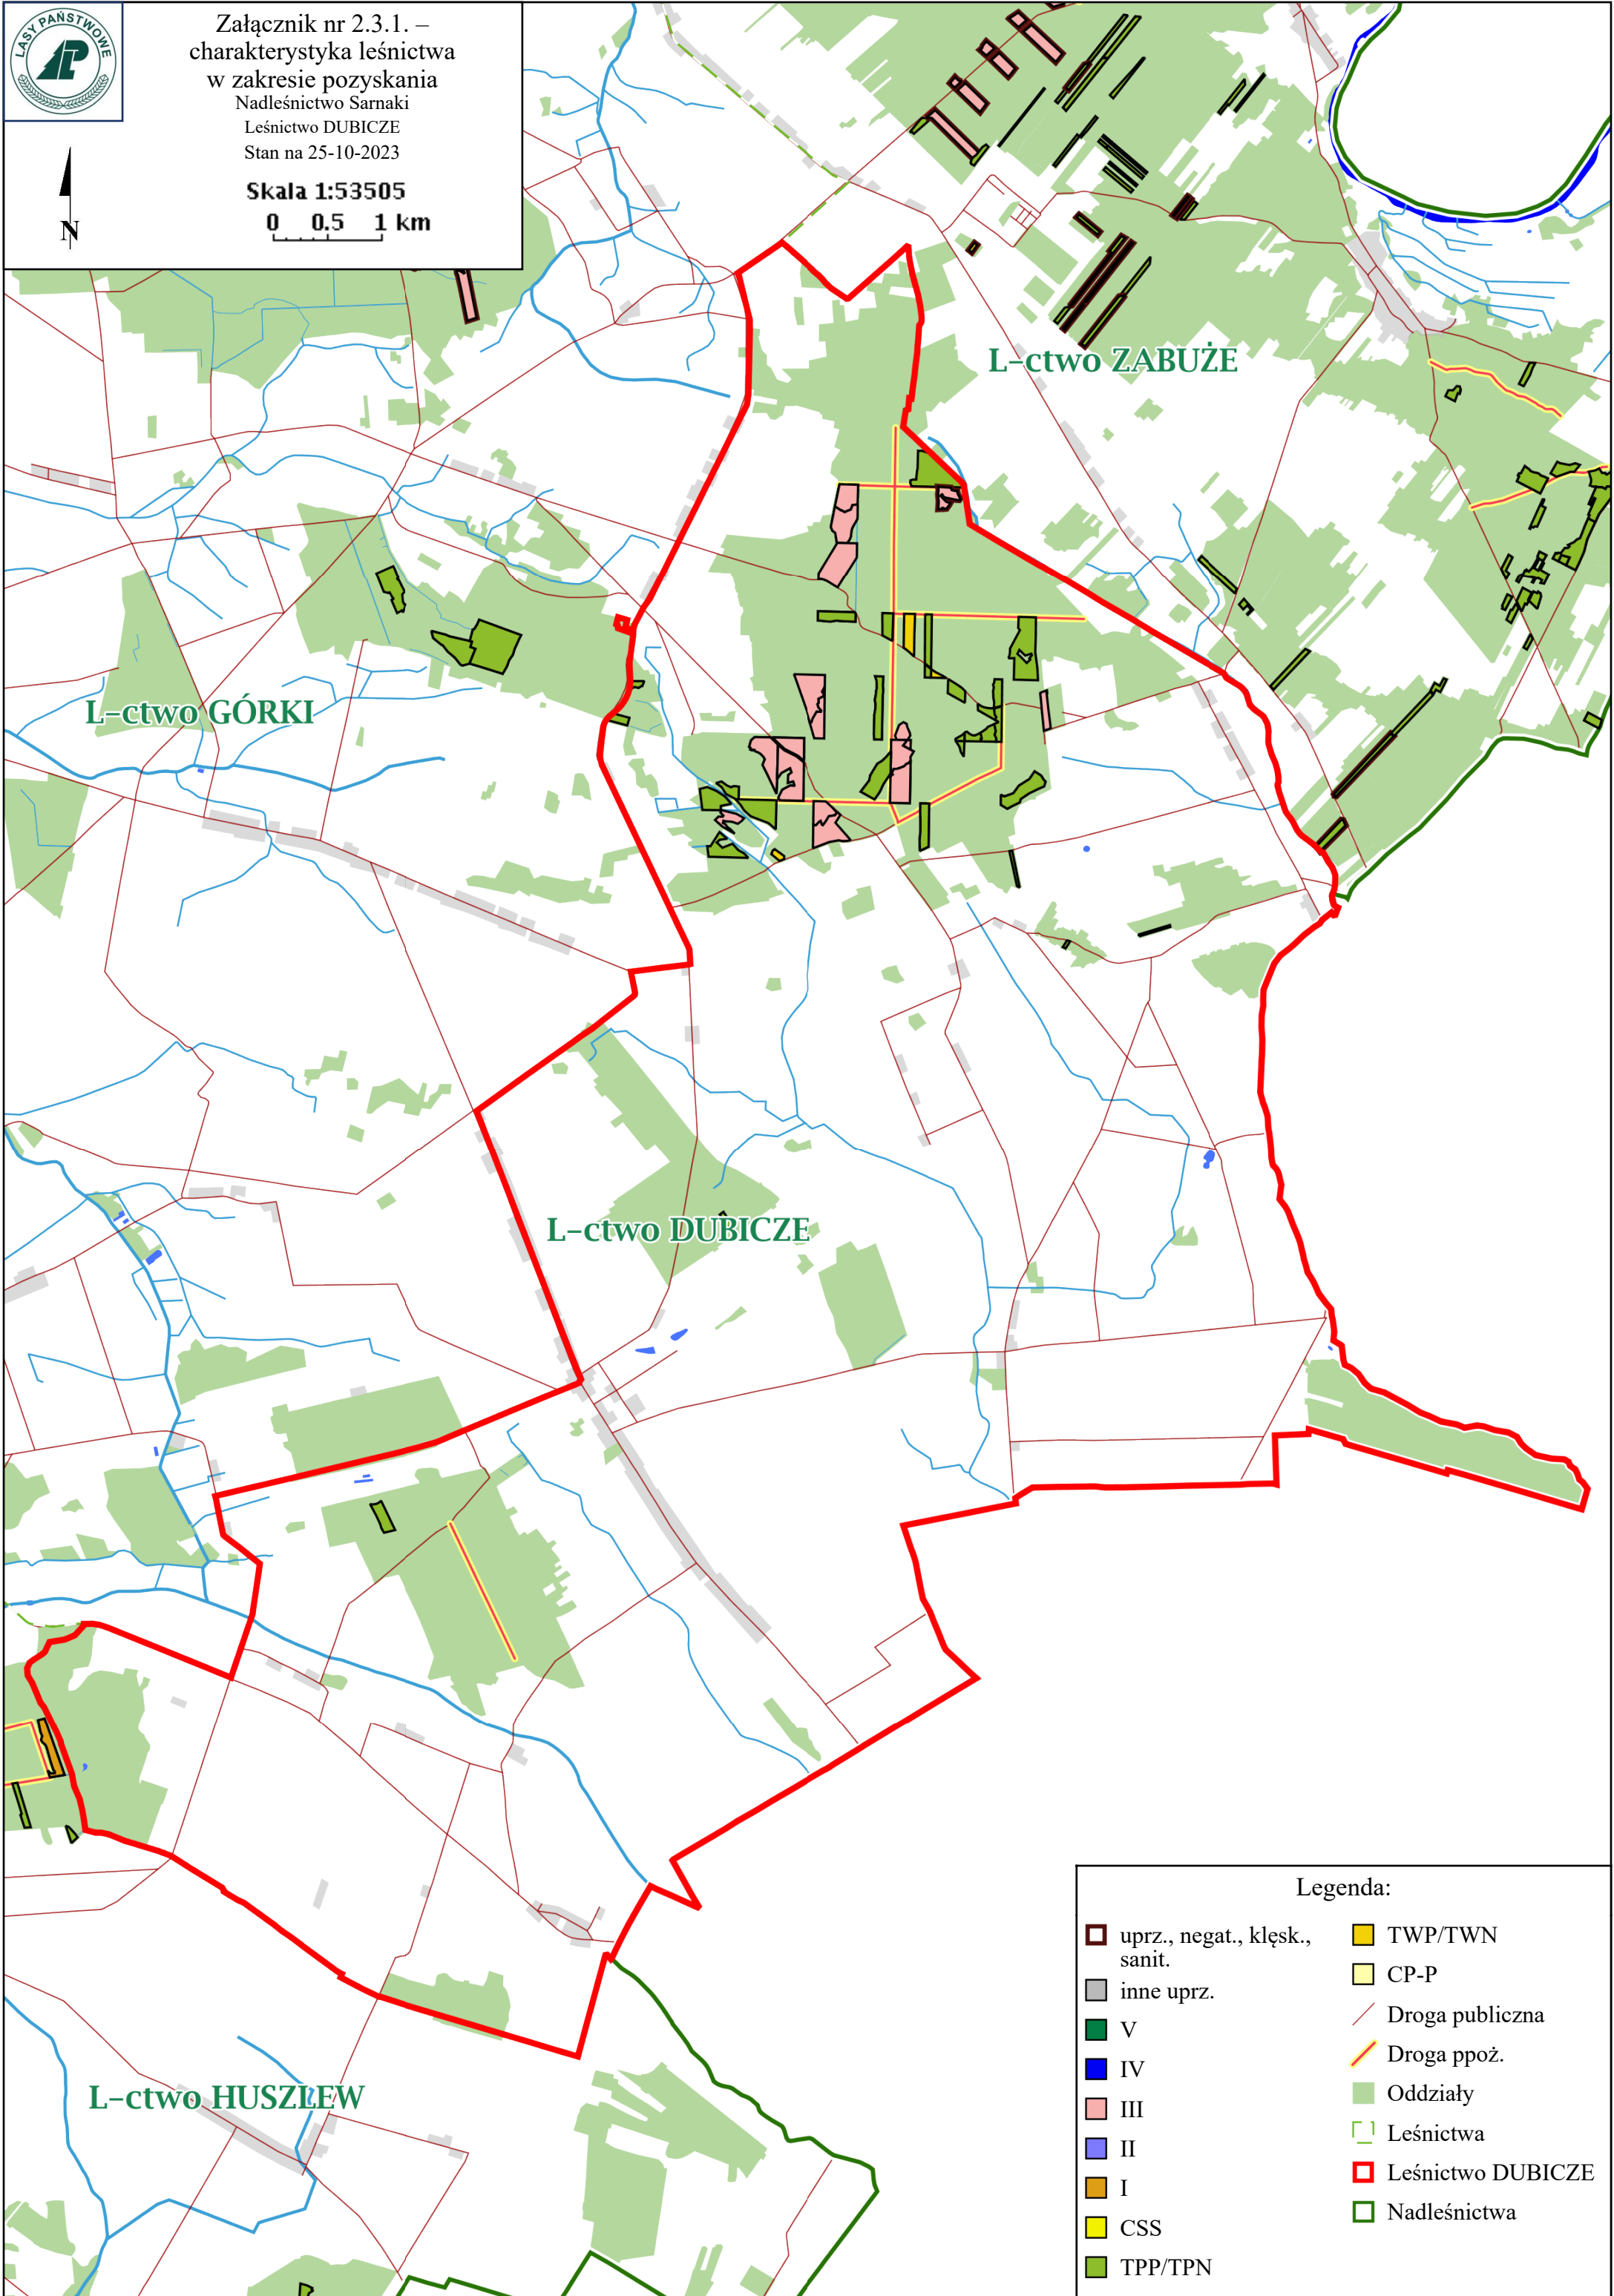 LASY PAŃSTWOWE
Załącznik nr 2.3.1. –
charakterystyka leśnictwa
w zakresie pozyskania
Nadleśnictwo Sarnaki
Leśnictwo DUBICZE
Stan na 25-10-2023
Skala 1:53505
0 0.5 1 km
N
L-ctwo ZABUŻE
L-ctwo GÓRKI
L-ctwo DUBICZE
L-ctwo HUSZLEW
Legenda:
uprz., negat., klęsk.,
sanit.
inne uprz.
V
IV
III
II
I
CSS
TPP/TPN
TWP/TWN
CP-P
Droga publiczna
Droga ppoż.
Oddziały
Leśnictwa
Leśnictwo DUBICZE
Nadleśnictwa